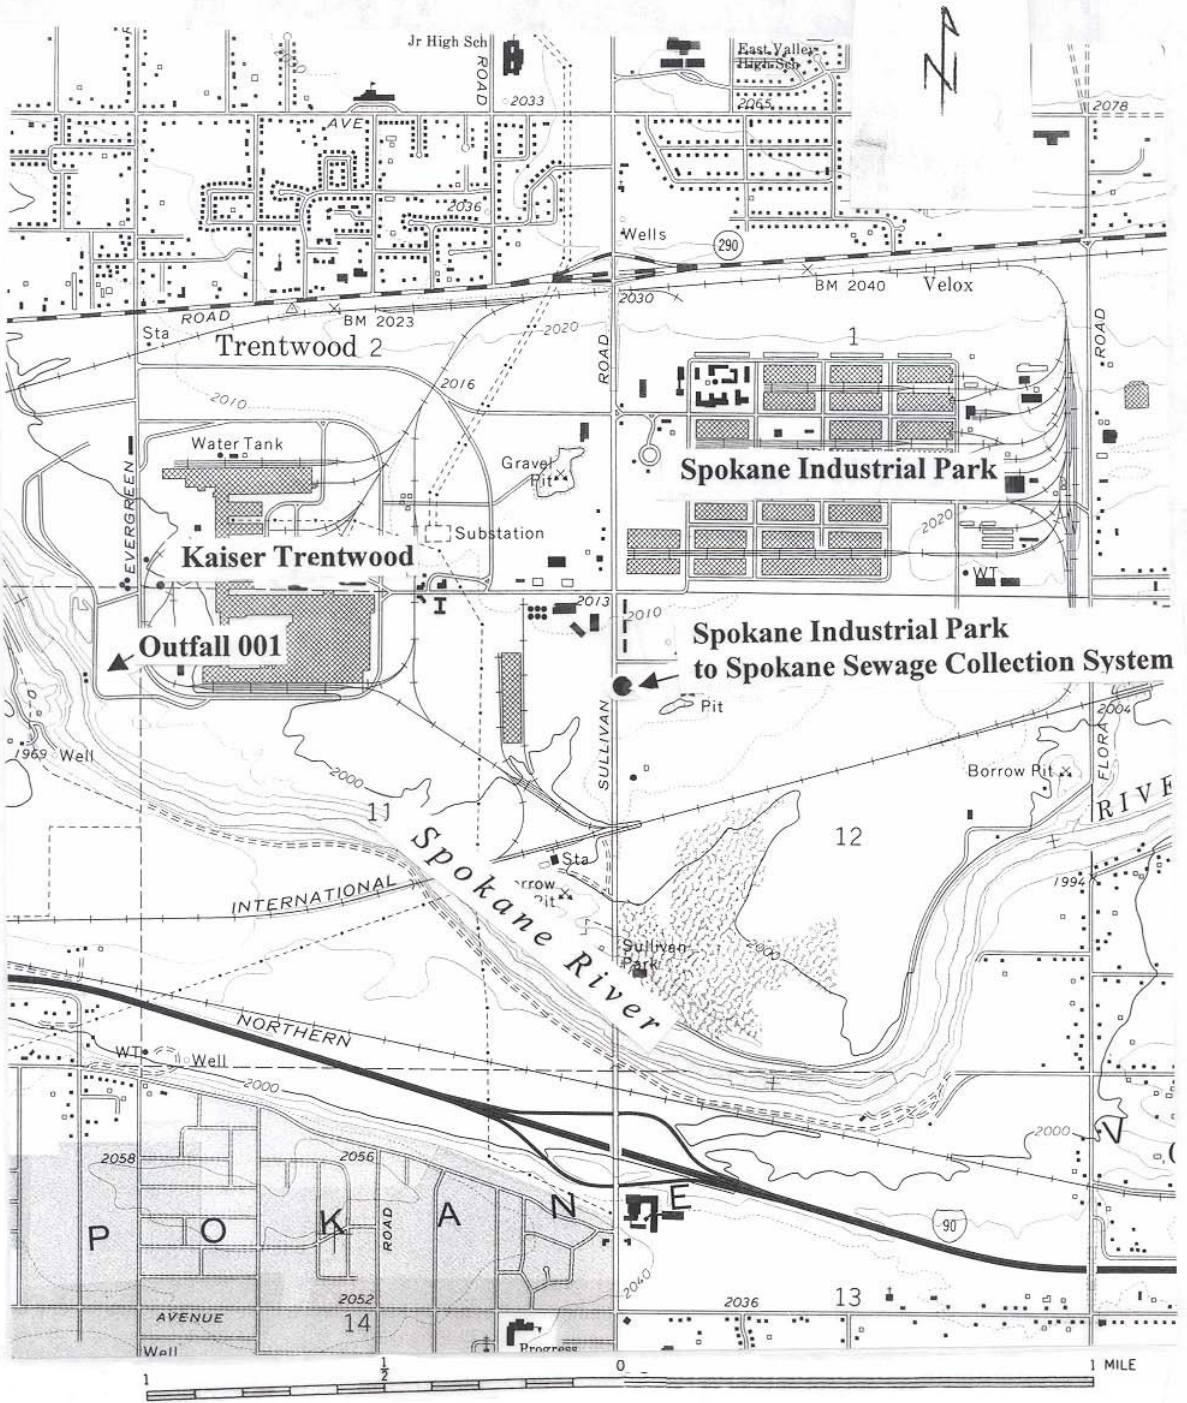 Jr High Sch
ROAD
2033
East Valley
High Sch
2065
N
2078
AVE
2036
Wells
290
BM 2040
Velox
2030
ROAD
BM 2023
Sta
Trentwood 2
2020
ROAD
1
ROAD
2016
2010
Water Tank
Gravel
Pit
Spokane Industrial Park
EVERGREEN
Substation
2020
Kaiser Trentwood
WT
2013
2010
Outfall 001
Spokane Industrial Park
to Spokane Sewage Collection System
Pit
2004
SULLIVAN
FLORA
1969
Well
2000
Borrow Pit
RIVE
11
12
Spokane River
Sta
rrow
Pit
INTERNATIONAL
1994
Sullivan
Park
2000
NORTHERN
WT
Well
2000
2000
V
2058
2056
P O K A N E
ROAD
90
2040
2052
2036
13
AVENUE
14
Well
Progress
1
1/2
0
1 MILE